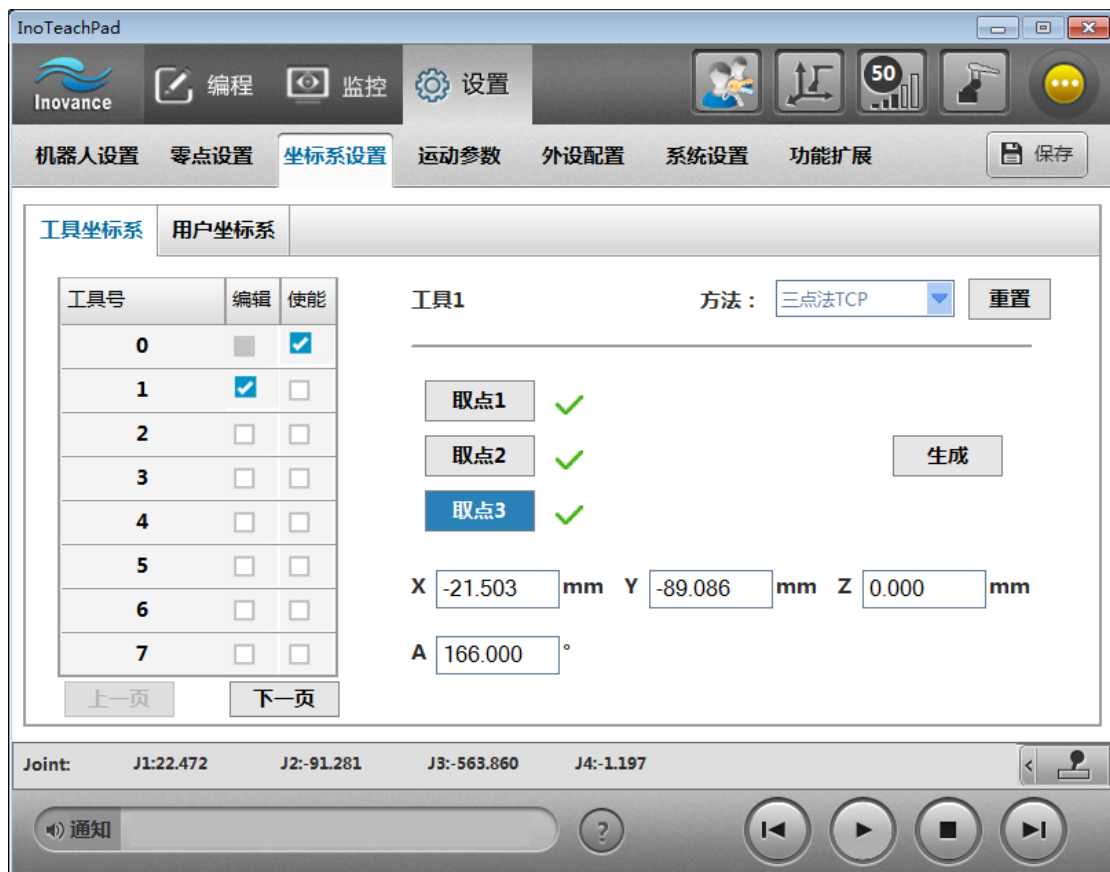 InoTeachPad
Inovance 编程 监控 设置 50
机器人设置 零点设置 坐标系设置 运动参数 外设配置 系统设置 功能扩展 保存
工具坐标系 用户坐标系
工具号 编辑 使能 工具1 方法： 三点法TCP 重置
0
1
取点1
2
取点2 生成
3
取点3
4
5
X -21.503 mm Y -89.086 mm Z 0.000 mm
6
7
A 166.000 °
上一页 下一页
Joint: J1:22.472 J2:-91.281 J3:-563.860 J4:-1.197 <
通知 ?